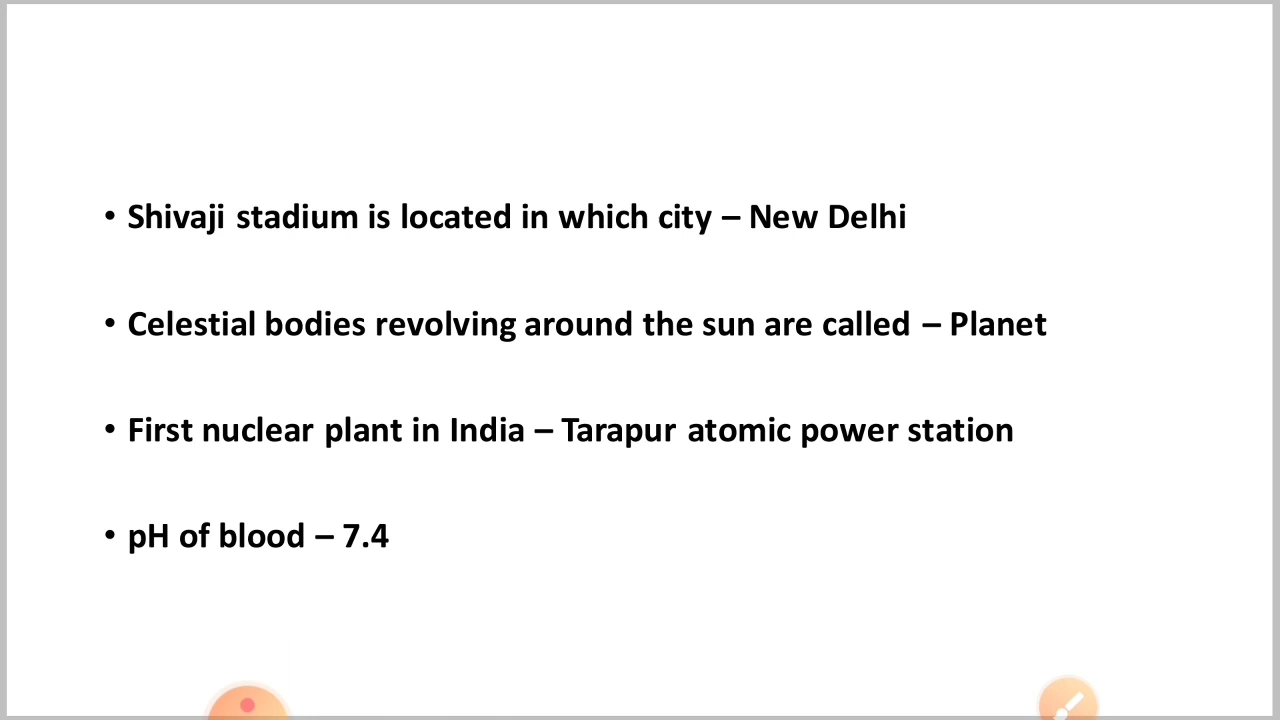 • Shivaji stadium is located in which city – New Delhi
• Celestial bodies revolving around the sun are called – Planet
• First nuclear plant in India – Tarapur atomic power station
• pH of blood – 7.4